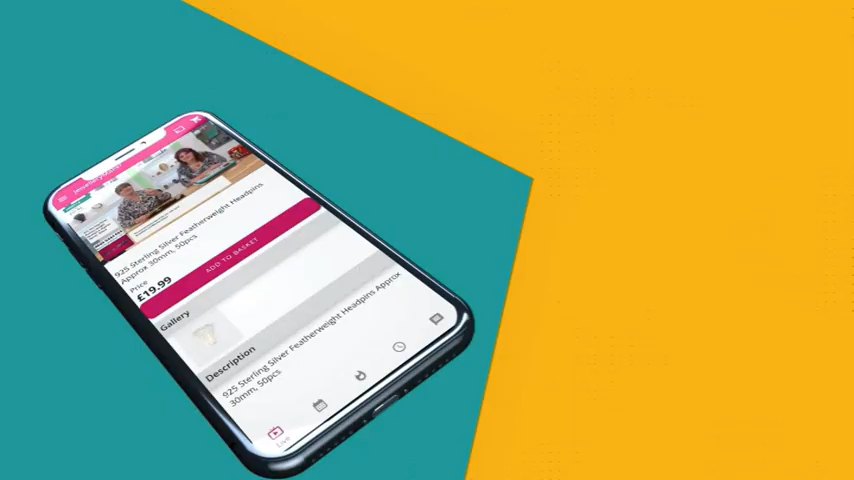 925 Sterling Silver Featherweight Headpins
Approx 30mm, 50pcs
Price
£19.99
ADD TO BASKET
Gallery
Description
925 Sterling Silver Featherweight Headpins Approx
30mm, 50pcs
Live